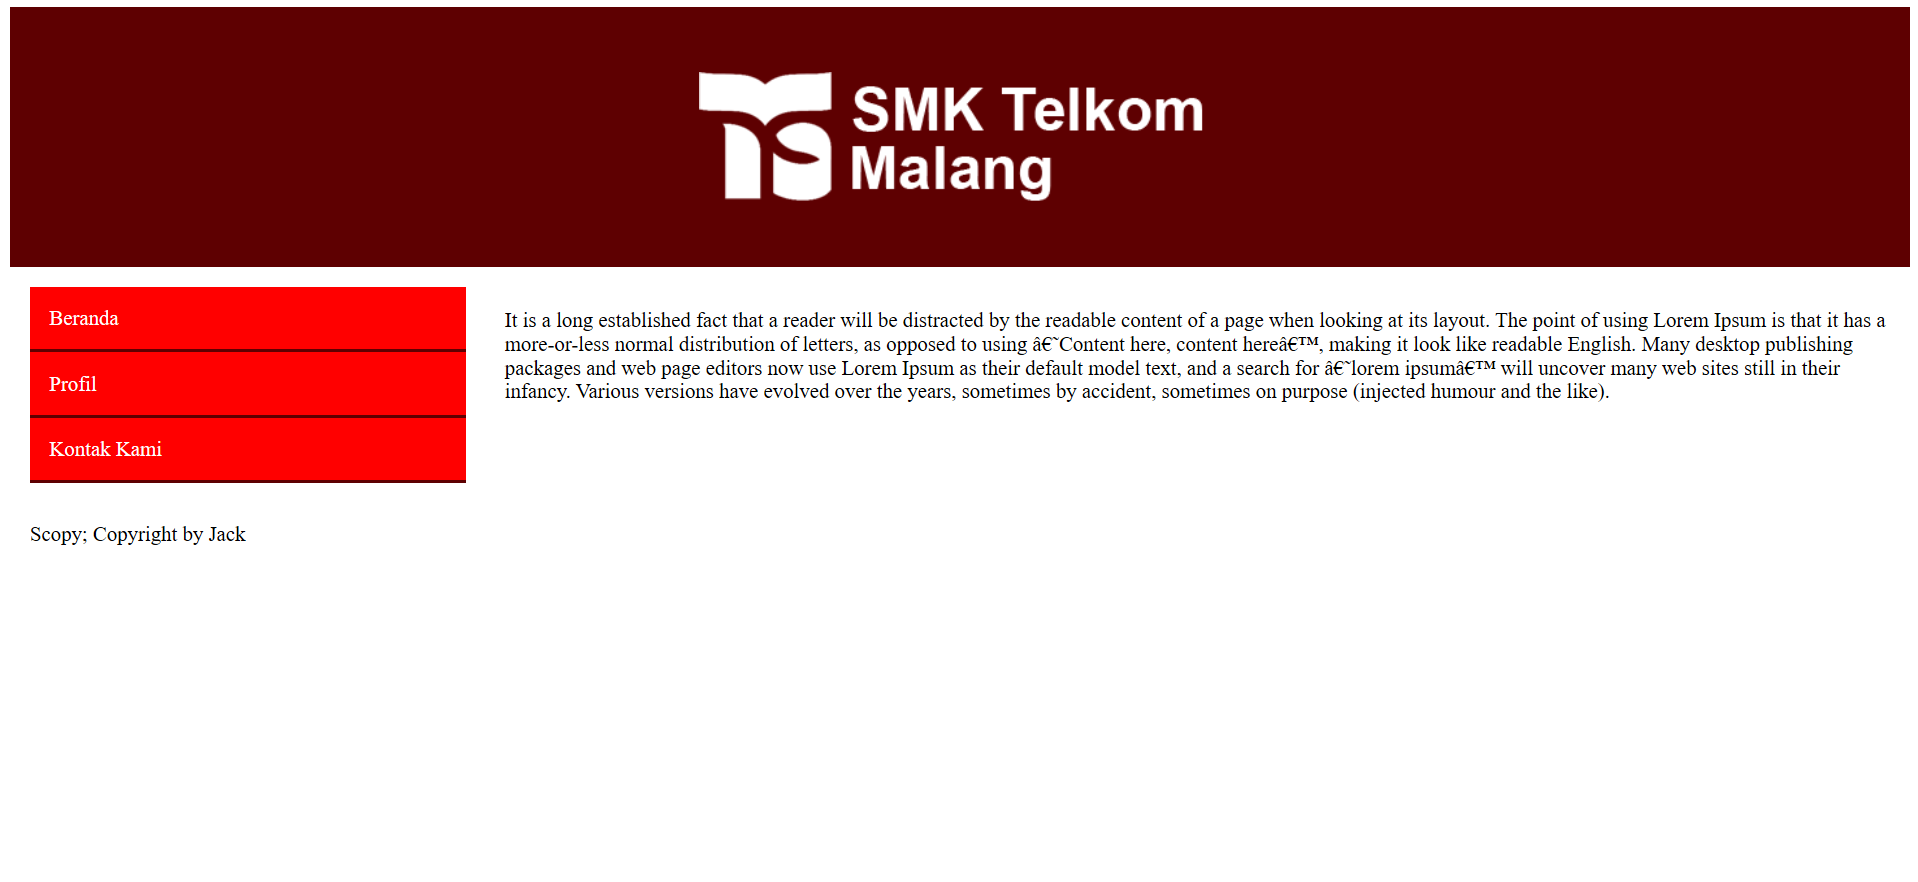 SMK Telkom
Malang
Beranda
Profil
Kontak Kami
It is a long established fact that a reader will be distracted by the readable content of a page when looking at its layout. The point of using Lorem Ipsum is that it has a
more-or-less normal distribution of letters, as opposed to using â€˜Content here, content hereâ€™, making it look like readable English. Many desktop publishing
packages and web page editors now use Lorem Ipsum as their default model text, and a search for â€˜lorem ipsumâ€™ will uncover many web sites still in their
infancy. Various versions have evolved over the years, sometimes by accident, sometimes on purpose (injected humour and the like).
Scopy; Copyright by Jack